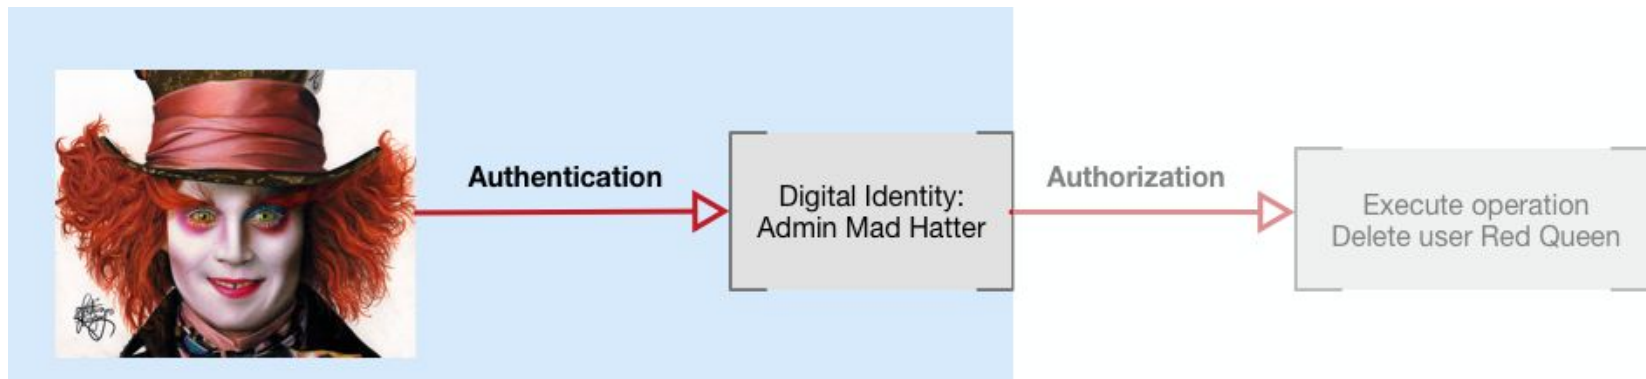 Authentication
Digital Identity:
Admin Mad Hatter
Authorization
Execute operation
Delete user Red Queen